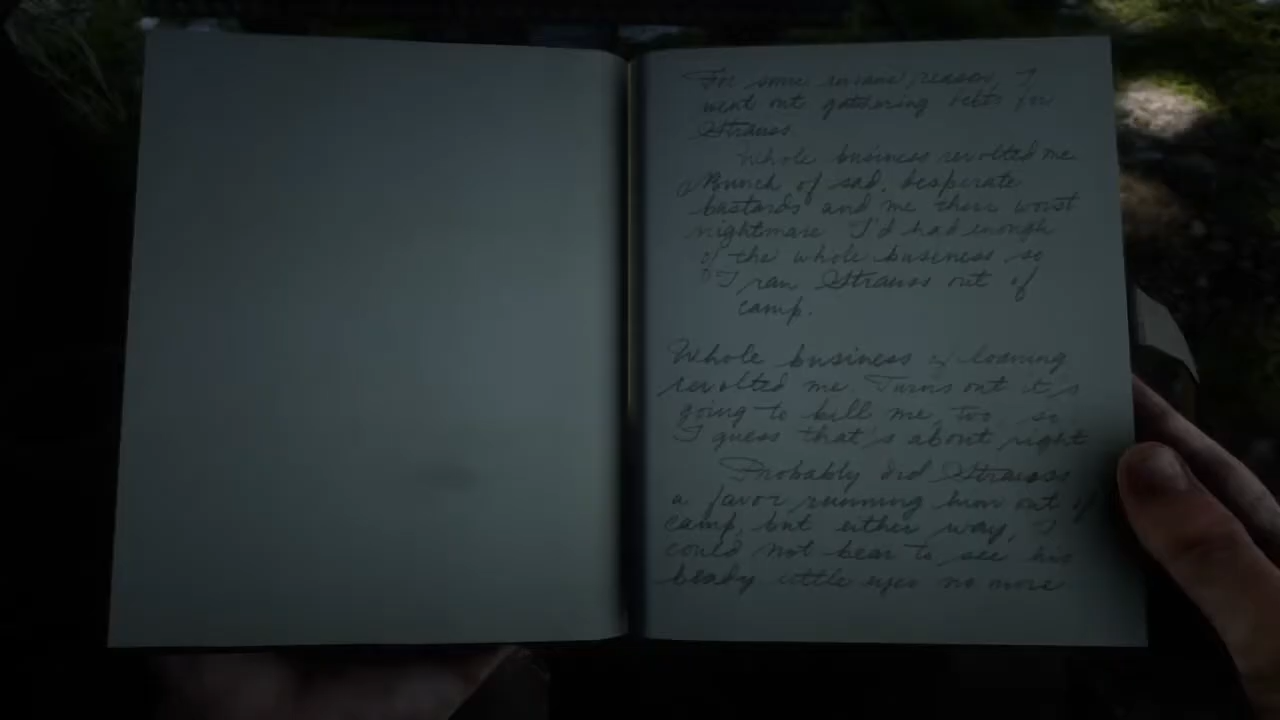 For some insane reason, I
went out gathering debts for
Strauss
Whole business revolted me
Bunch of sad, desperate
bastards and me their worst
nightmare I'd had enough
of the whole business so
I ran Strauss out of
camp.
Whole business of loaning
revolted me Turns out it's
going to kill me, too, so
I guess that's about right
Probably did Strauss
a favor running him out of
camp, but either way, I
could not bear to see his
beady little eyes no more